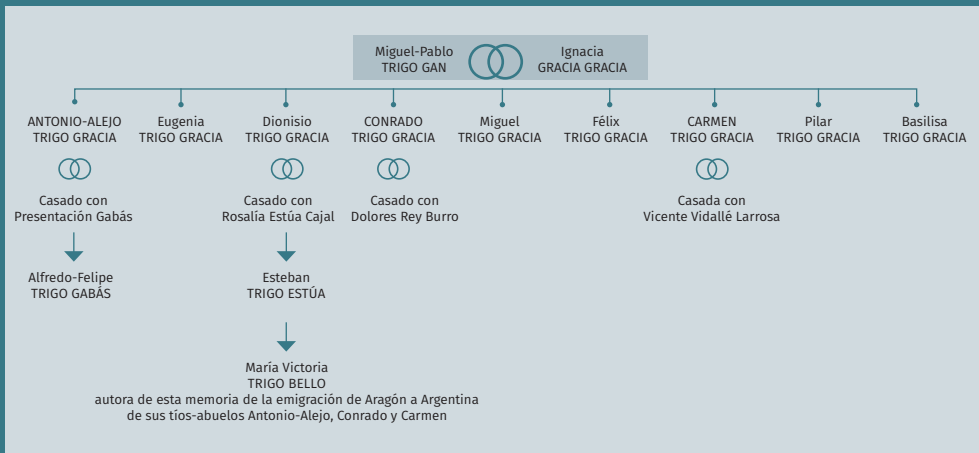 Miguel-Pablo
TRIGO GAN
Ignacia
GRACIA GRACIA
ANTONIO-ALEJO
TRIGO GRACIA
Eugenia
TRIGO GRACIA
Dionisio
TRIGO GRACIA
CONRADO
TRIGO GRACIA
Miguel
TRIGO GRACIA
Félix
TRIGO GRACIA
CARMEN
TRIGO GRACIA
Pilar
TRIGO GRACIA
Basilisa
TRIGO GRACIA
Casado con
Presentación Gabás
Casado con
Rosalía Estúa Cajal
Casado con
Dolores Rey Burro
Casada con
Vicente Vidallé Larrosa
Alfredo-Felipe
TRIGO GABÁS
Esteban
TRIGO ESTÚA
María Victoria
TRIGO BELLO
autora de esta memoria de la emigración de Aragón a Argentina
de sus tíos-abuelos Antonio-Alejo, Conrado y Carmen